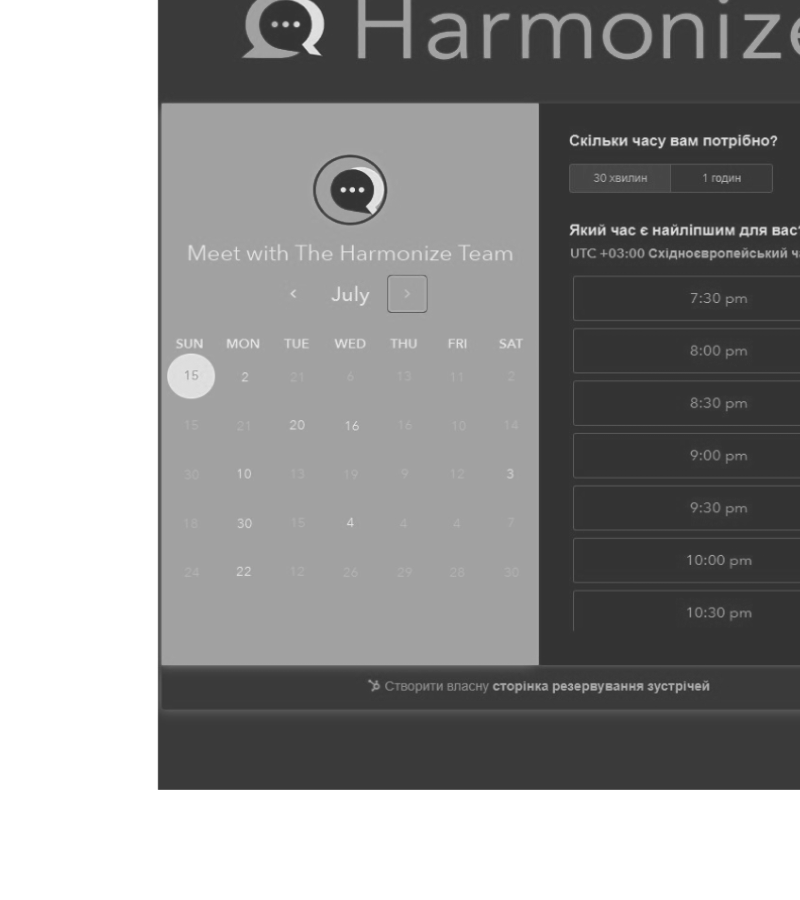 Harmonize
Meet with The Harmonize Team
July
SUN MON TUE WED THU FRI SAT
15 2 21 6 13 11 2
15 21 20 16 16 10 14
30 10 13 19 9 12 3
18 30 15 4 4 4 7
24 22 12 26 29 28 30
Скільки часу вам потрібно?
30 хвилин 1 годин
Який час є найліпшим для вас?
UTC +03:00 Східноєвропейський
7:30 pm
8:00 pm
8:30 pm
9:00 pm
9:30 pm
10:00 pm
10:30 pm
Створити власну сторінка резервування зустрічей